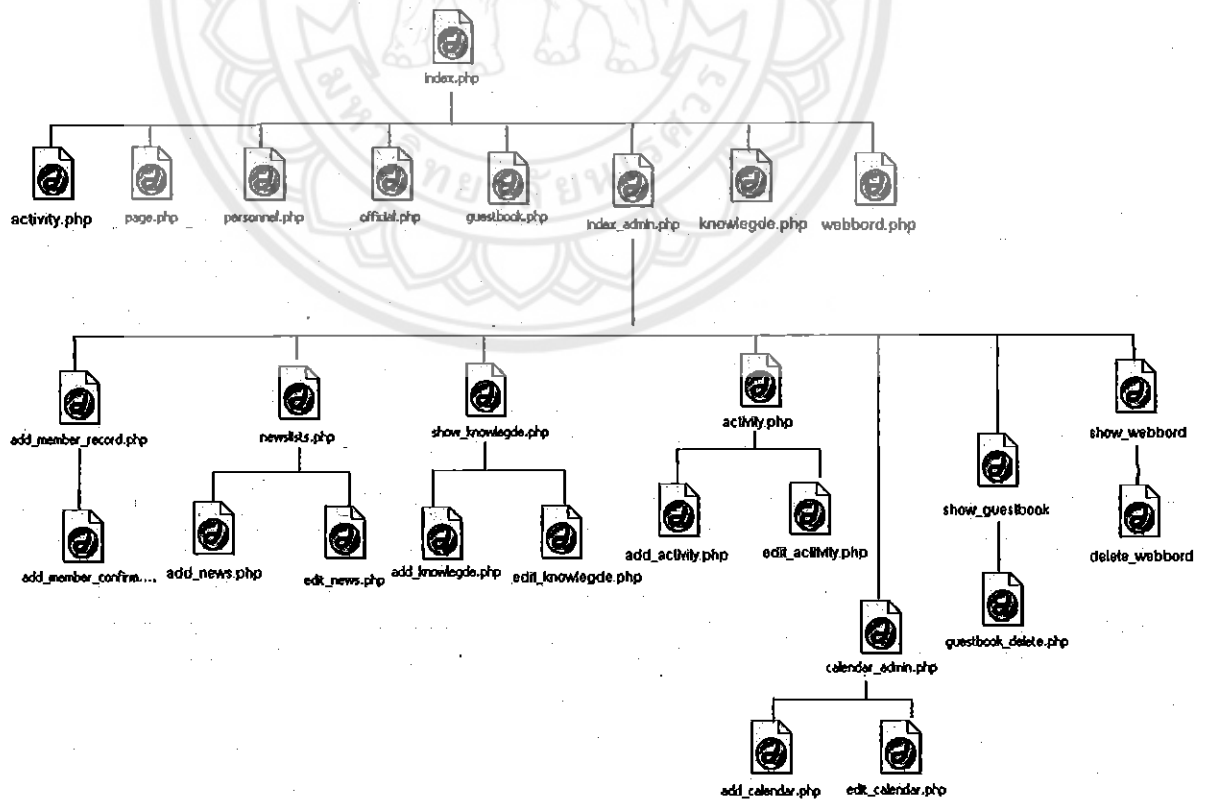 index.php
activity.php
page.php
personnel.php
official.php
guestbook.php
index_admin.php
knowlegde.php
webbord.php
add_member_record.php
newslists.php
show_knowlegde.php
activity.php
show_guestbook
show_webbord
add_member_confirm....
add_news.php
edit_news.php
add_knowlegde.php
edit_knowlegde.php
add_activity.php
edit_activity.php
delete_webbord
calendar_admin.php
guestbook_delete.php
add_calendar.php
edit_calendar.php